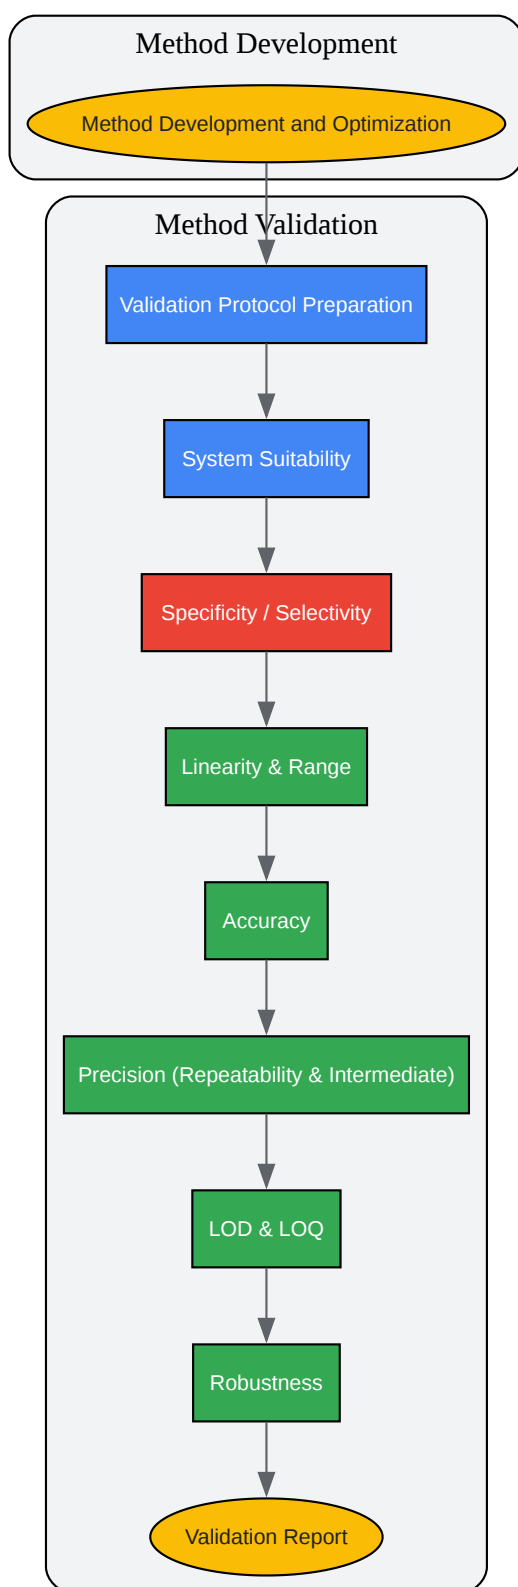 Method Development
Method Development and Optimization
Method Validation
Validation Protocol Preparation
System Suitability
Specificity / Selectivity
Linearity & Range
Accuracy
Precision (Repeatability & Intermediate)
LOD & LOQ
Robustness
Validation Report